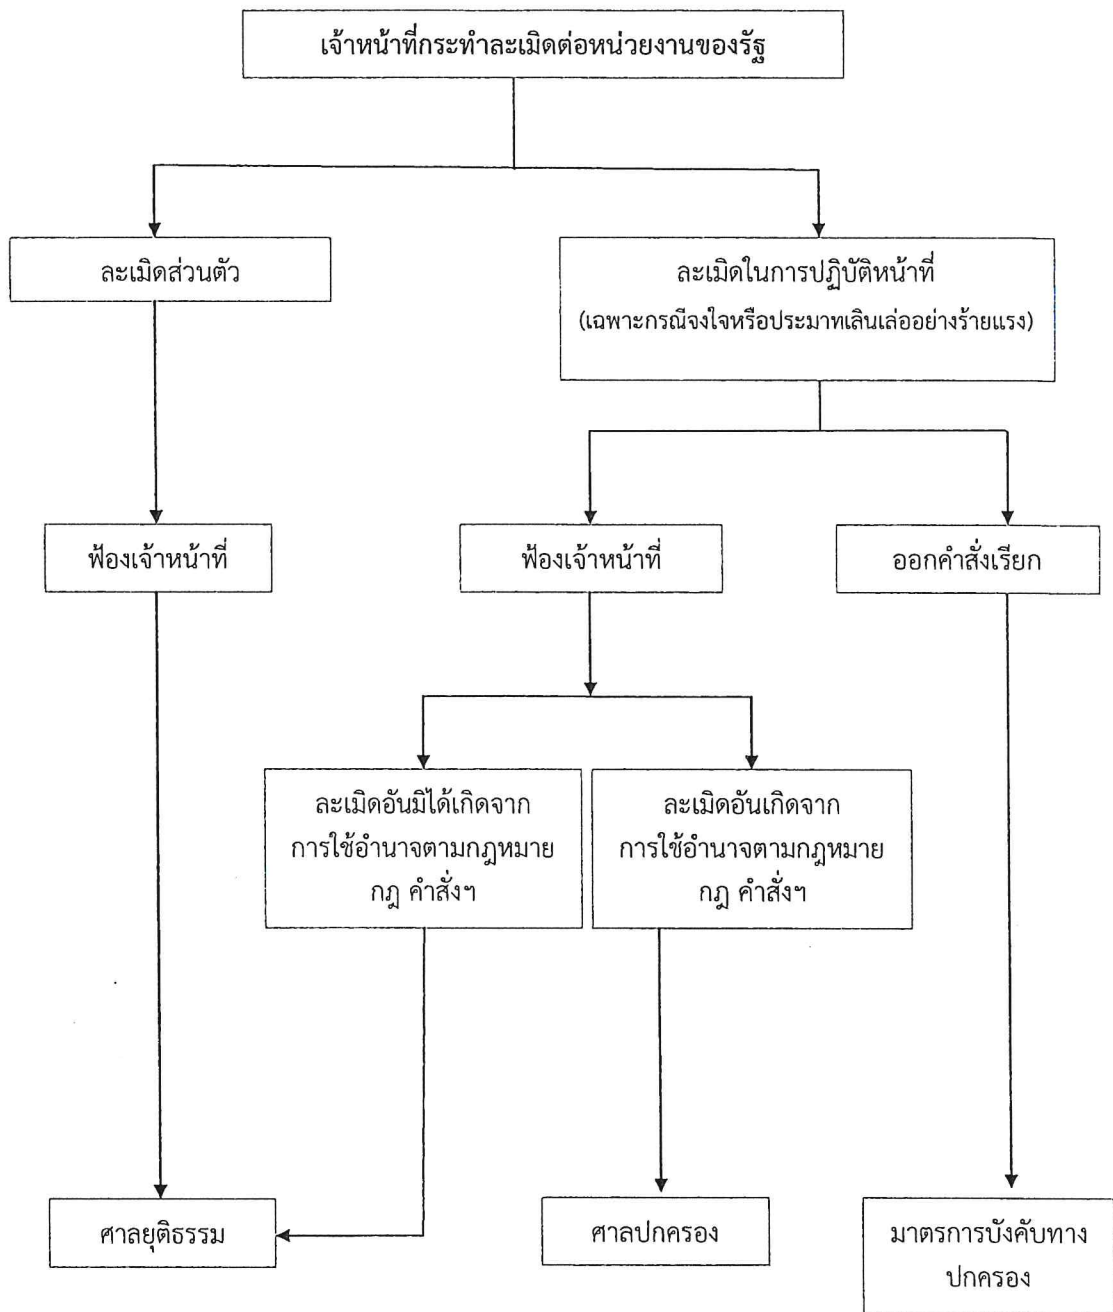 เจ้าหน้าที่กระทำละเมิดต่อหน่วยงานของรัฐ
ละเมิดส่วนตัว
ละเมิดในการปฏิบัติหน้าที่
(เฉพาะกรณีจงใจหรือประมาทเลินเล่ออย่างร้ายแรง)
ฟ้องเจ้าหน้าที่
ฟ้องเจ้าหน้าที่
ออกคำสั่งเรียก
ละเมิดอันมิได้เกิดจาก
การใช้อำนาจตามกฎหมาย
กฎ คำสั่งฯ
ละเมิดอันเกิดจาก
การใช้อำนาจตามกฎหมาย
กฎ คำสั่งฯ
ศาลยุติธรรม
ศาลปกครอง
มาตรการบังคับทาง
ปกครอง